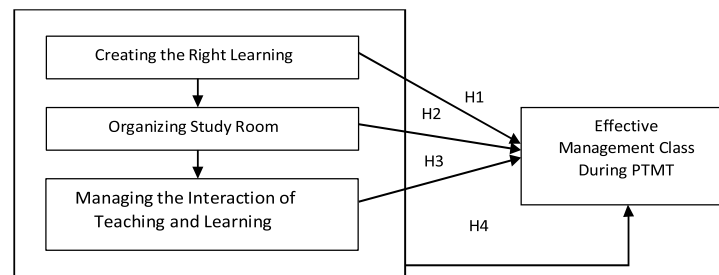 Creating the Right Learning
H1
H2
Organizing Study Room
Effective
Management Class
During PTMT
H3
Managing the Interaction of
Teaching and Learning
H4